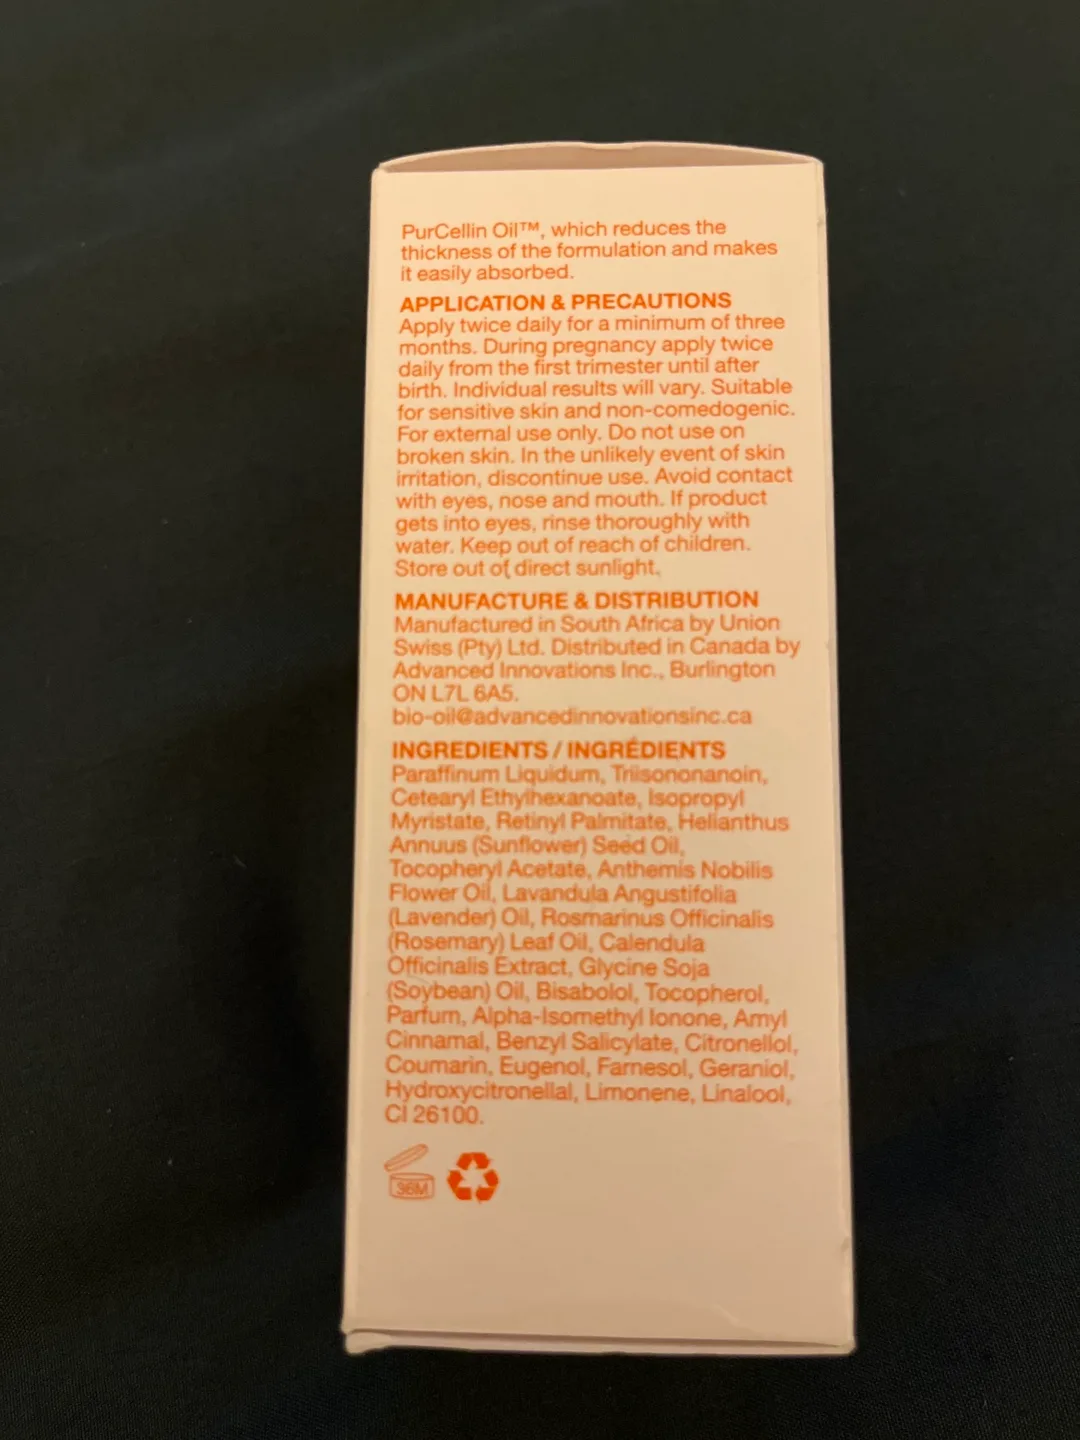 PurCellin Oil™, which reduces the
thickness of the formulation and makes
it easily absorbed.
APPLICATION & PRECAUTIONS
Apply twice daily for a minimum of three
months. During pregnancy apply twice
daily from the first trimester until after
birth. Individual results will vary. Suitable
for sensitive skin and non-comedogenic.
For external use only. Do not use on
broken skin. In the unlikely event of skin
irritation, discontinue use. Avoid contact
with eyes, nose and mouth. If product
gets into eyes, rinse thoroughly with
water. Keep out of reach of children.
Store out of direct sunlight.
MANUFACTURE & DISTRIBUTION
Manufactured in South Africa by Union
Swiss (Pty) Ltd. Distributed in Canada by
Advanced Innovations Inc., Burlington
ON L7L 6A5.
bio-oil@advancedinnovationsinc.ca
INGREDIENTS / INGRÉDIENTS
Paraffinum Liquidum, Triisononanoin,
Cetearyl Ethylhexanoate, Isopropyl
Myristate, Retinyl Palmitate, Helianthus
Annuus (Sunflower) Seed Oil,
Tocopheryl Acetate, Anthemis Nobilis
Flower Oil, Lavandula Angustifolia
(Lavender) Oil, Rosmarinus Officinalis
(Rosemary) Leaf Oil, Calendula
Officinalis Extract, Glycine Soja
(Soybean) Oil, Bisabolol, Tocopherol,
Parfum, Alpha-Isomethyl Ionone, Amyl
Cinnamal, Benzyl Salicylate, Citronellol,
Coumarin, Eugenol, Farnesol, Geraniol,
Hydroxycitronellal, Limonene, Linalool,
CI 26100.
36M